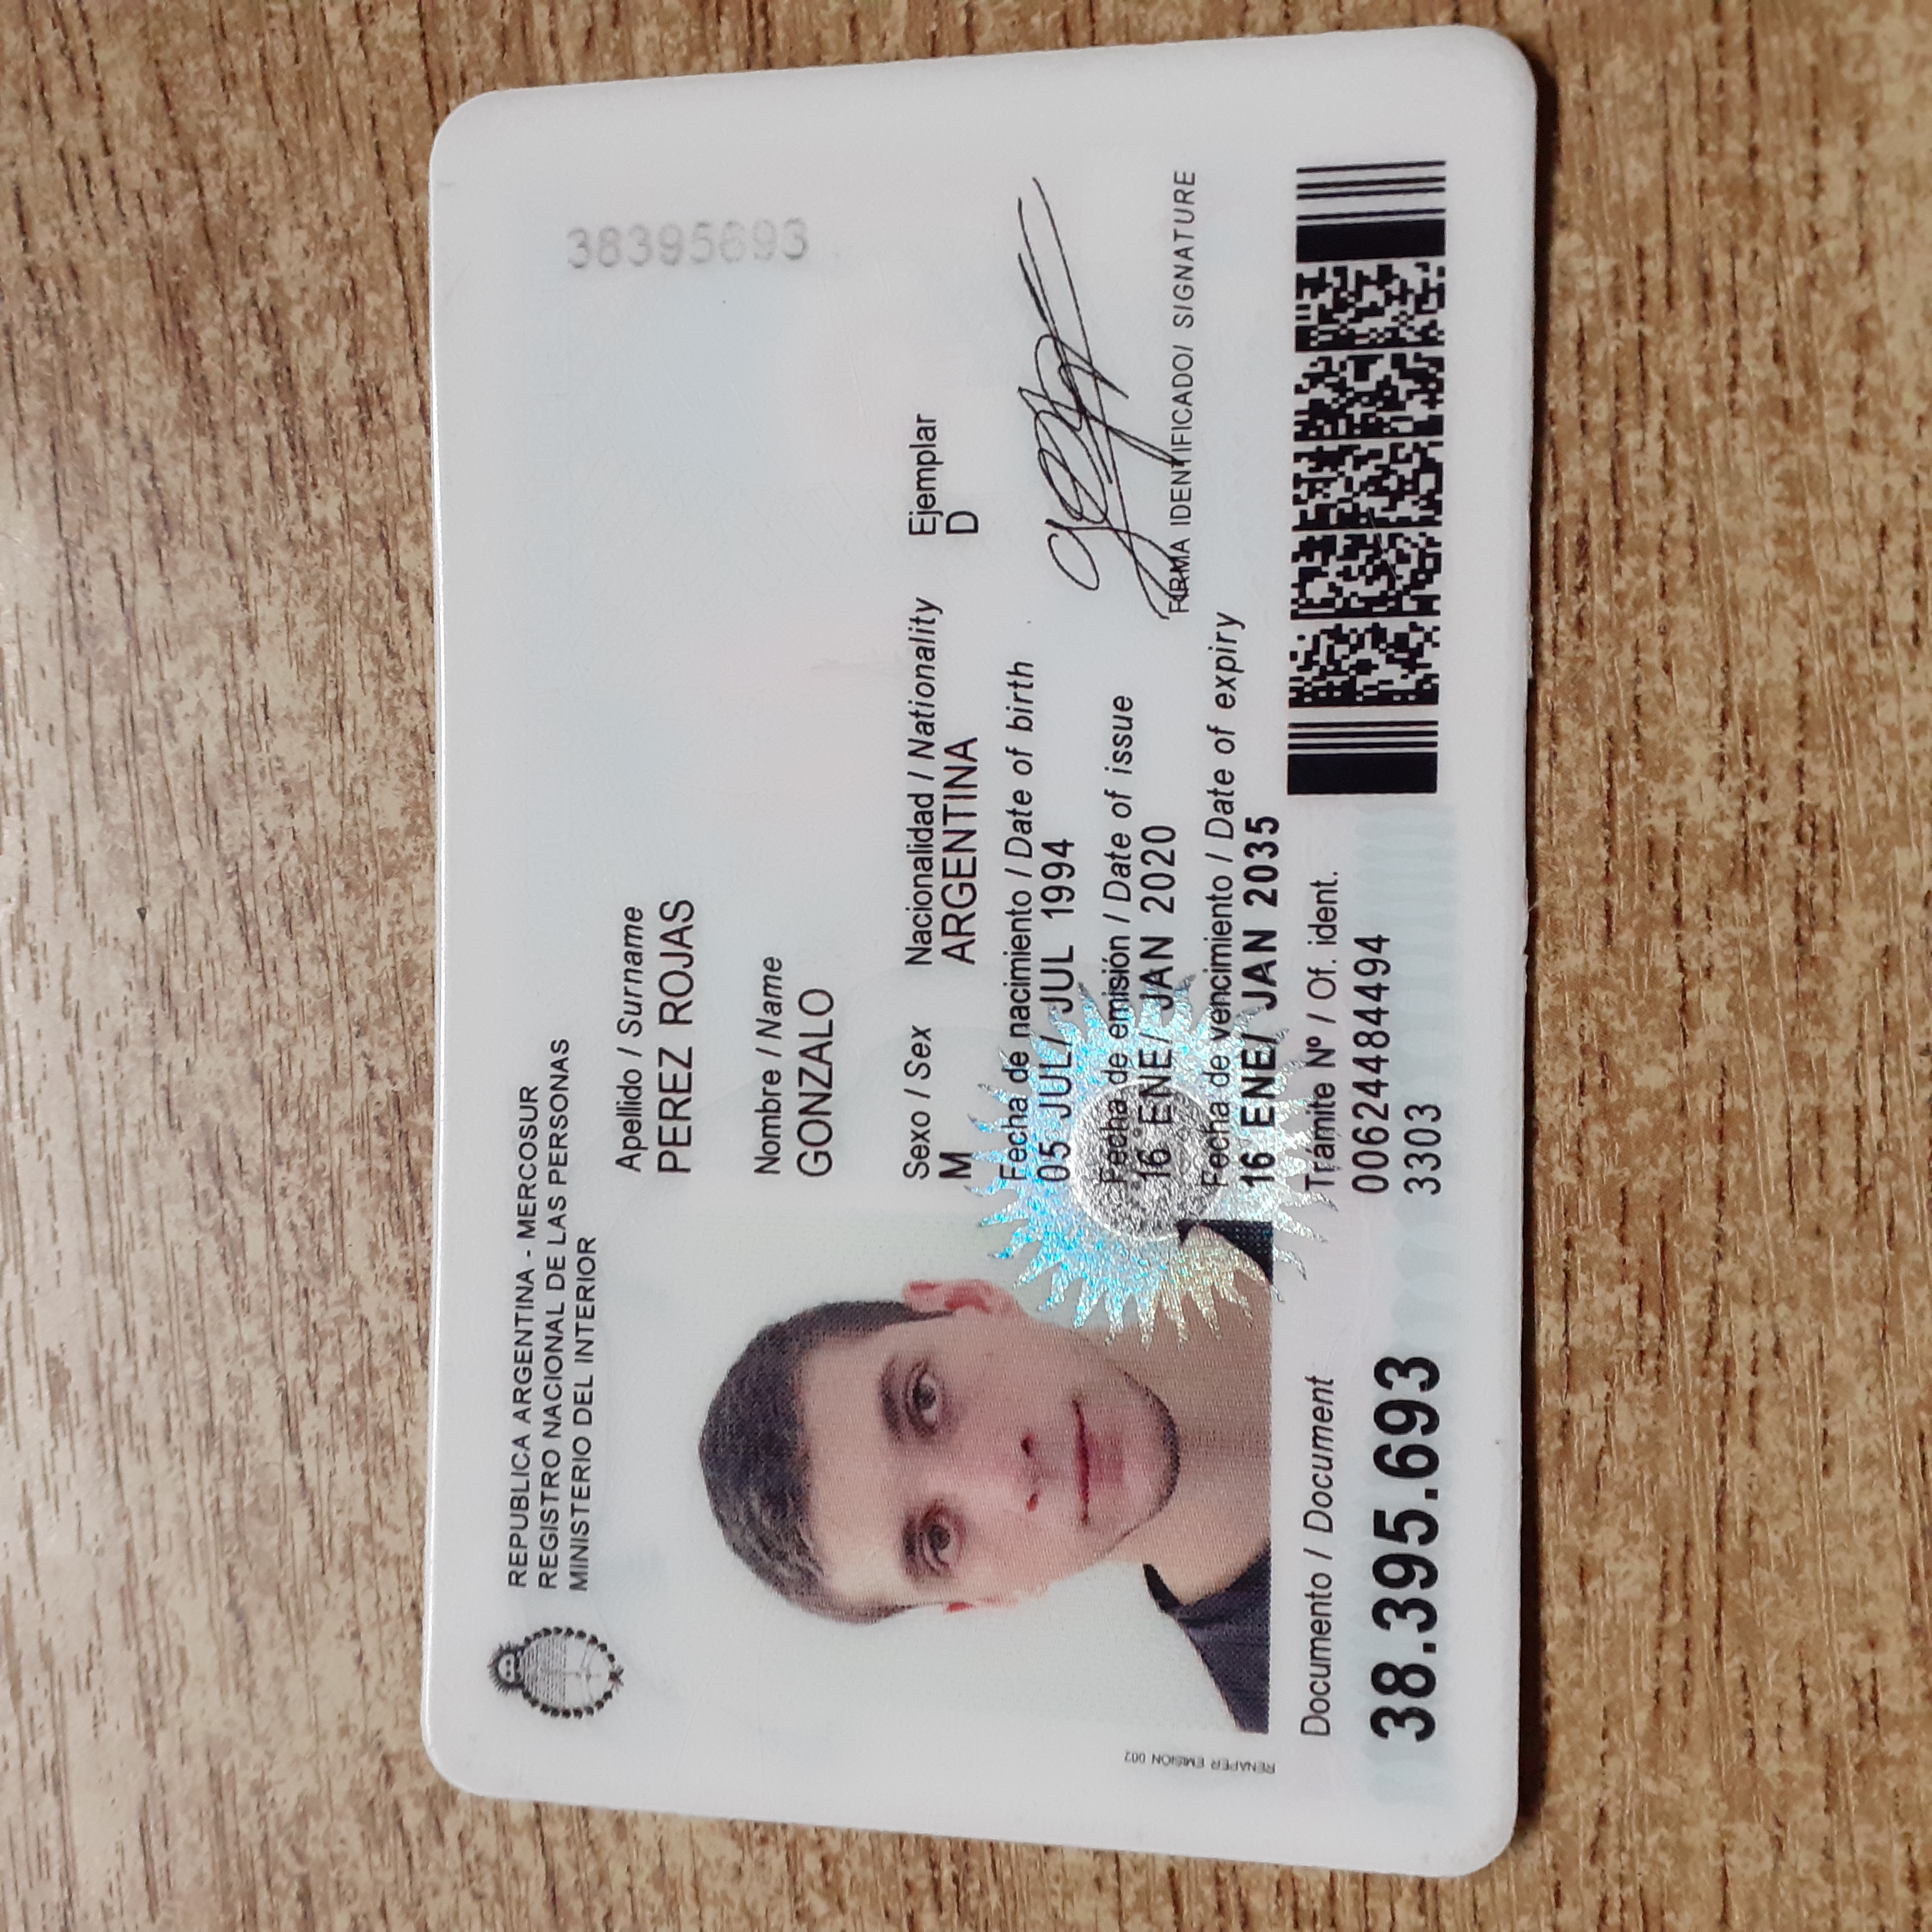 REPUBLICA ARGENTINA - MERCOSUR
REGISTRO NACIONAL DE LAS PERSONAS
MINISTERIO DEL INTERIOR
Apellido / Surname
PEREZ ROJAS
Nombre / Name
GONZALO
Sexo / Sex Nacionalidad / Nationality Ejemplar
M ARGENTINA D
Fecha de nacimiento / Date of birth
05 JUL/ JUL 1994
Fecha de emisión / Date of issue
16 ENE/ JAN 2020
FIRMA IDENTIFICADO/ SIGNATURE
Fecha de vencimiento / Date of expiry
16 ENE/ JAN 2035
Documento / Document
38.395.693
Trámite Nº / Of. ident.
00624484494
3303
38395693
RENAPER EMISIÓN 002